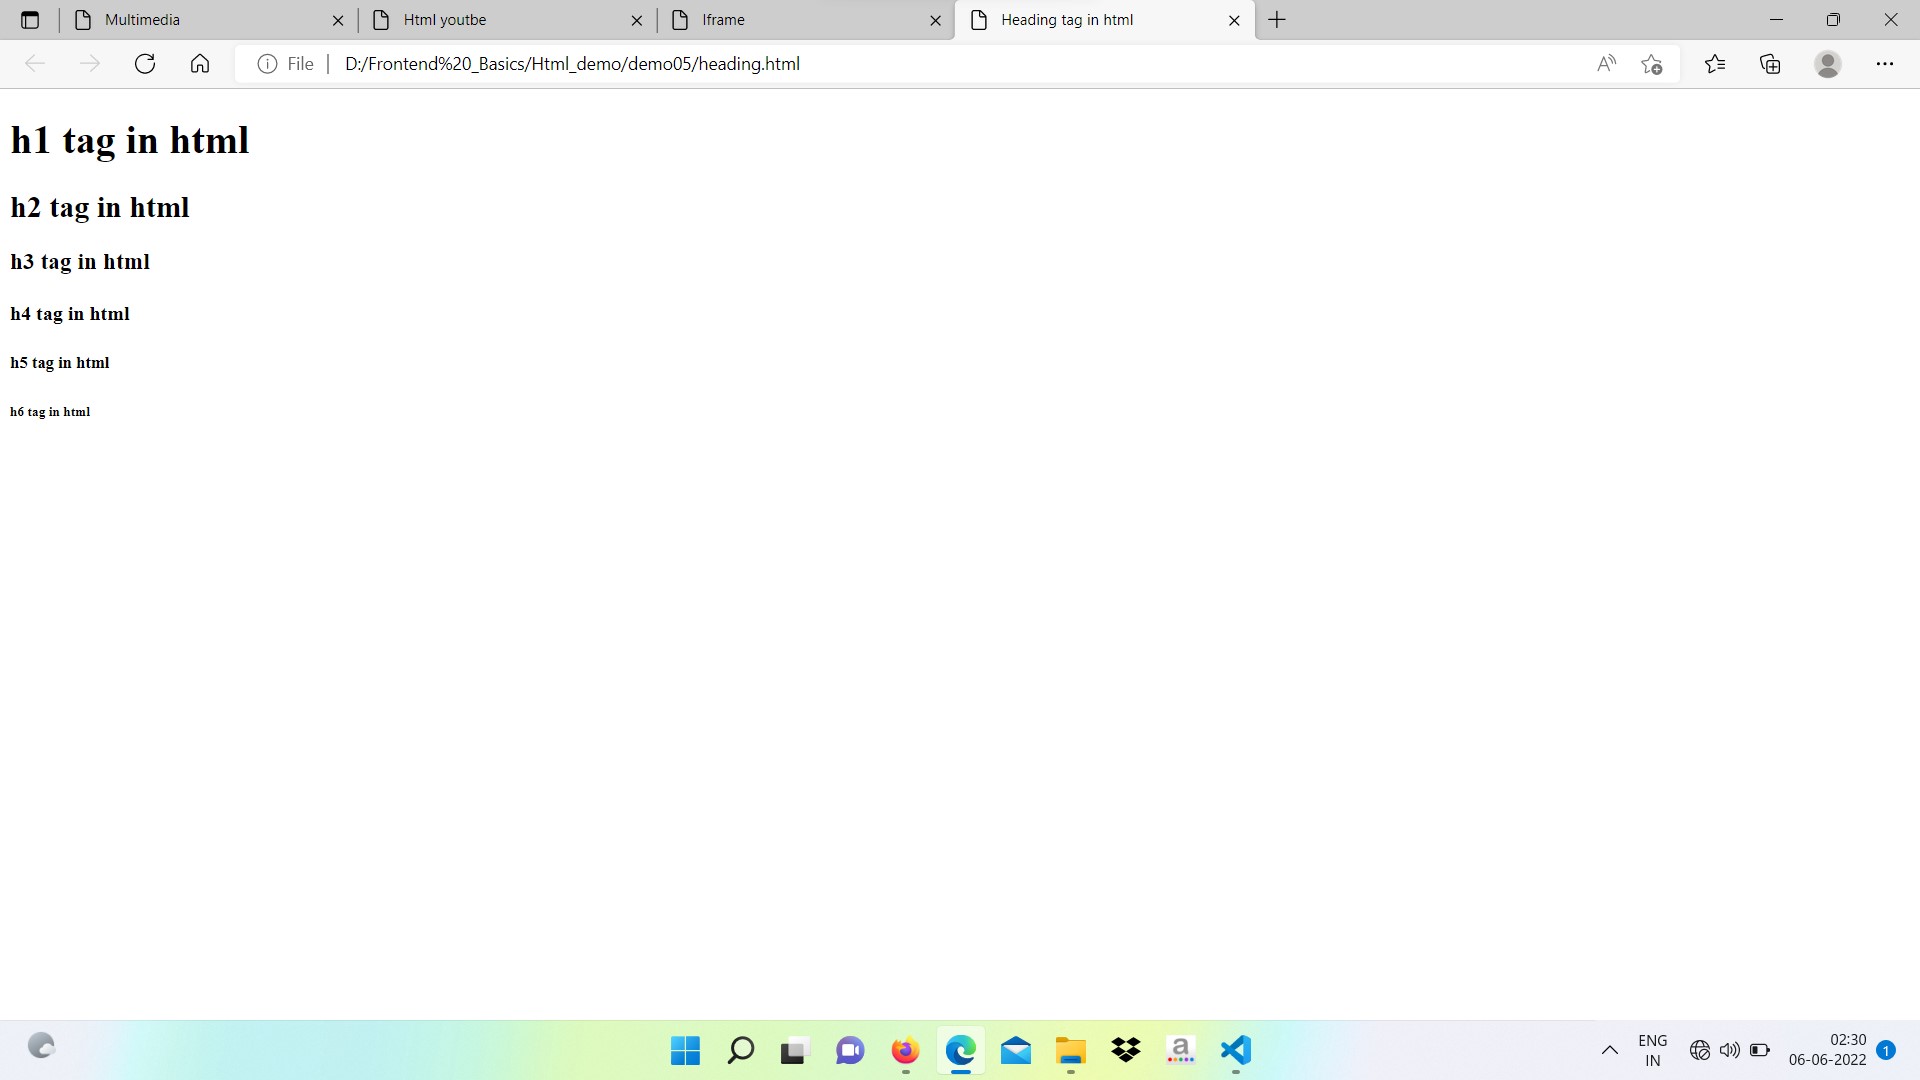 Multimedia
Html youtbe
Iframe
Heading tag in html
File
D:/Frontend%20_Basics/Html_demo/demo05/heading.html
h1 tag in html
h2 tag in html
h3 tag in html
h4 tag in html
h5 tag in html
h6 tag in html
a
ENG
IN
02:30
06-06-2022
1